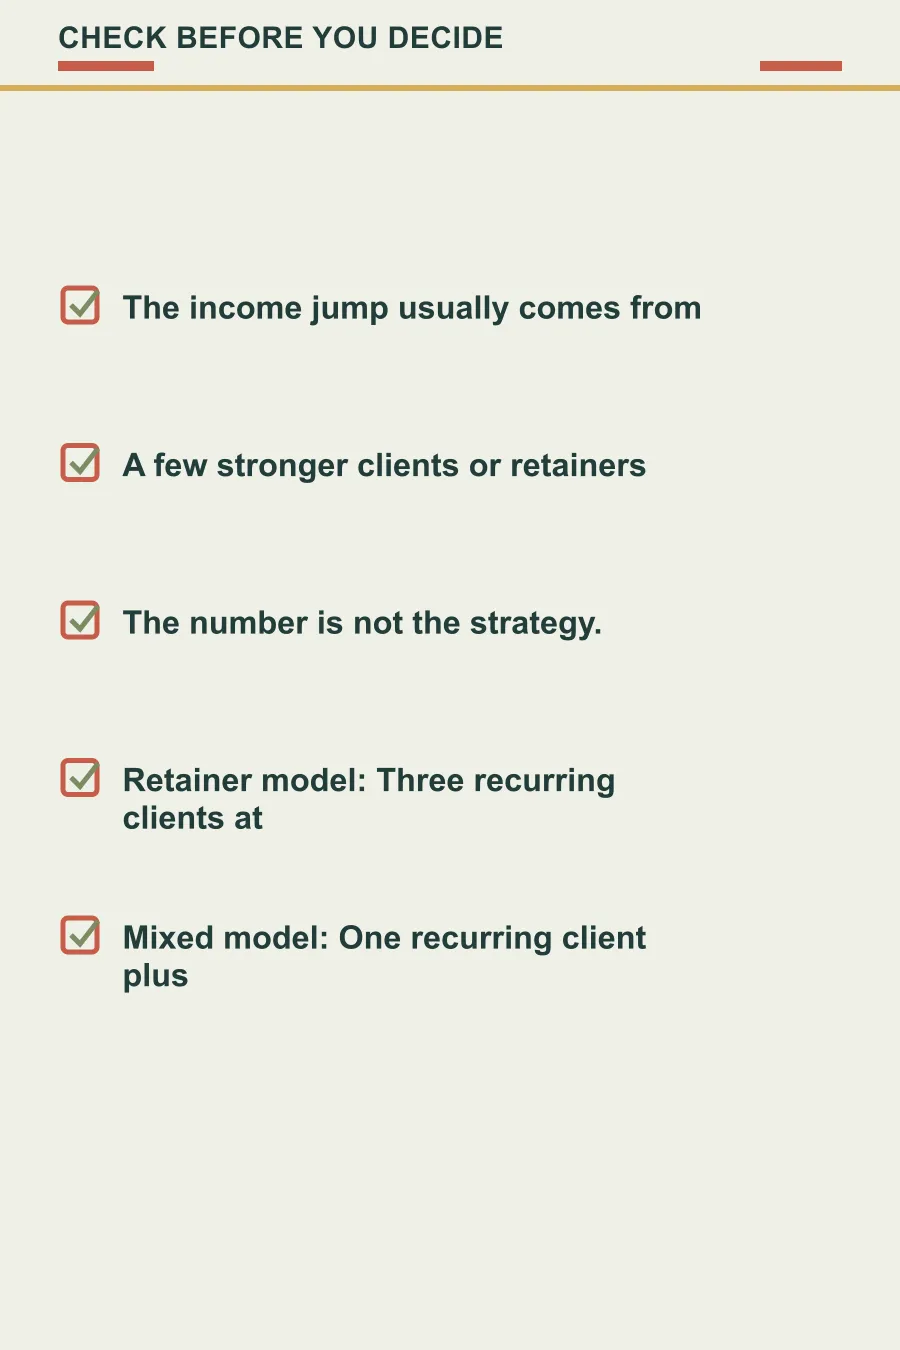 CHECK BEFORE YOU DECIDE
The income jump usually comes from
A few stronger clients or retainers
The number is not the strategy.
Retainer model: Three recurring
clients at
Mixed model: One recurring client
plus